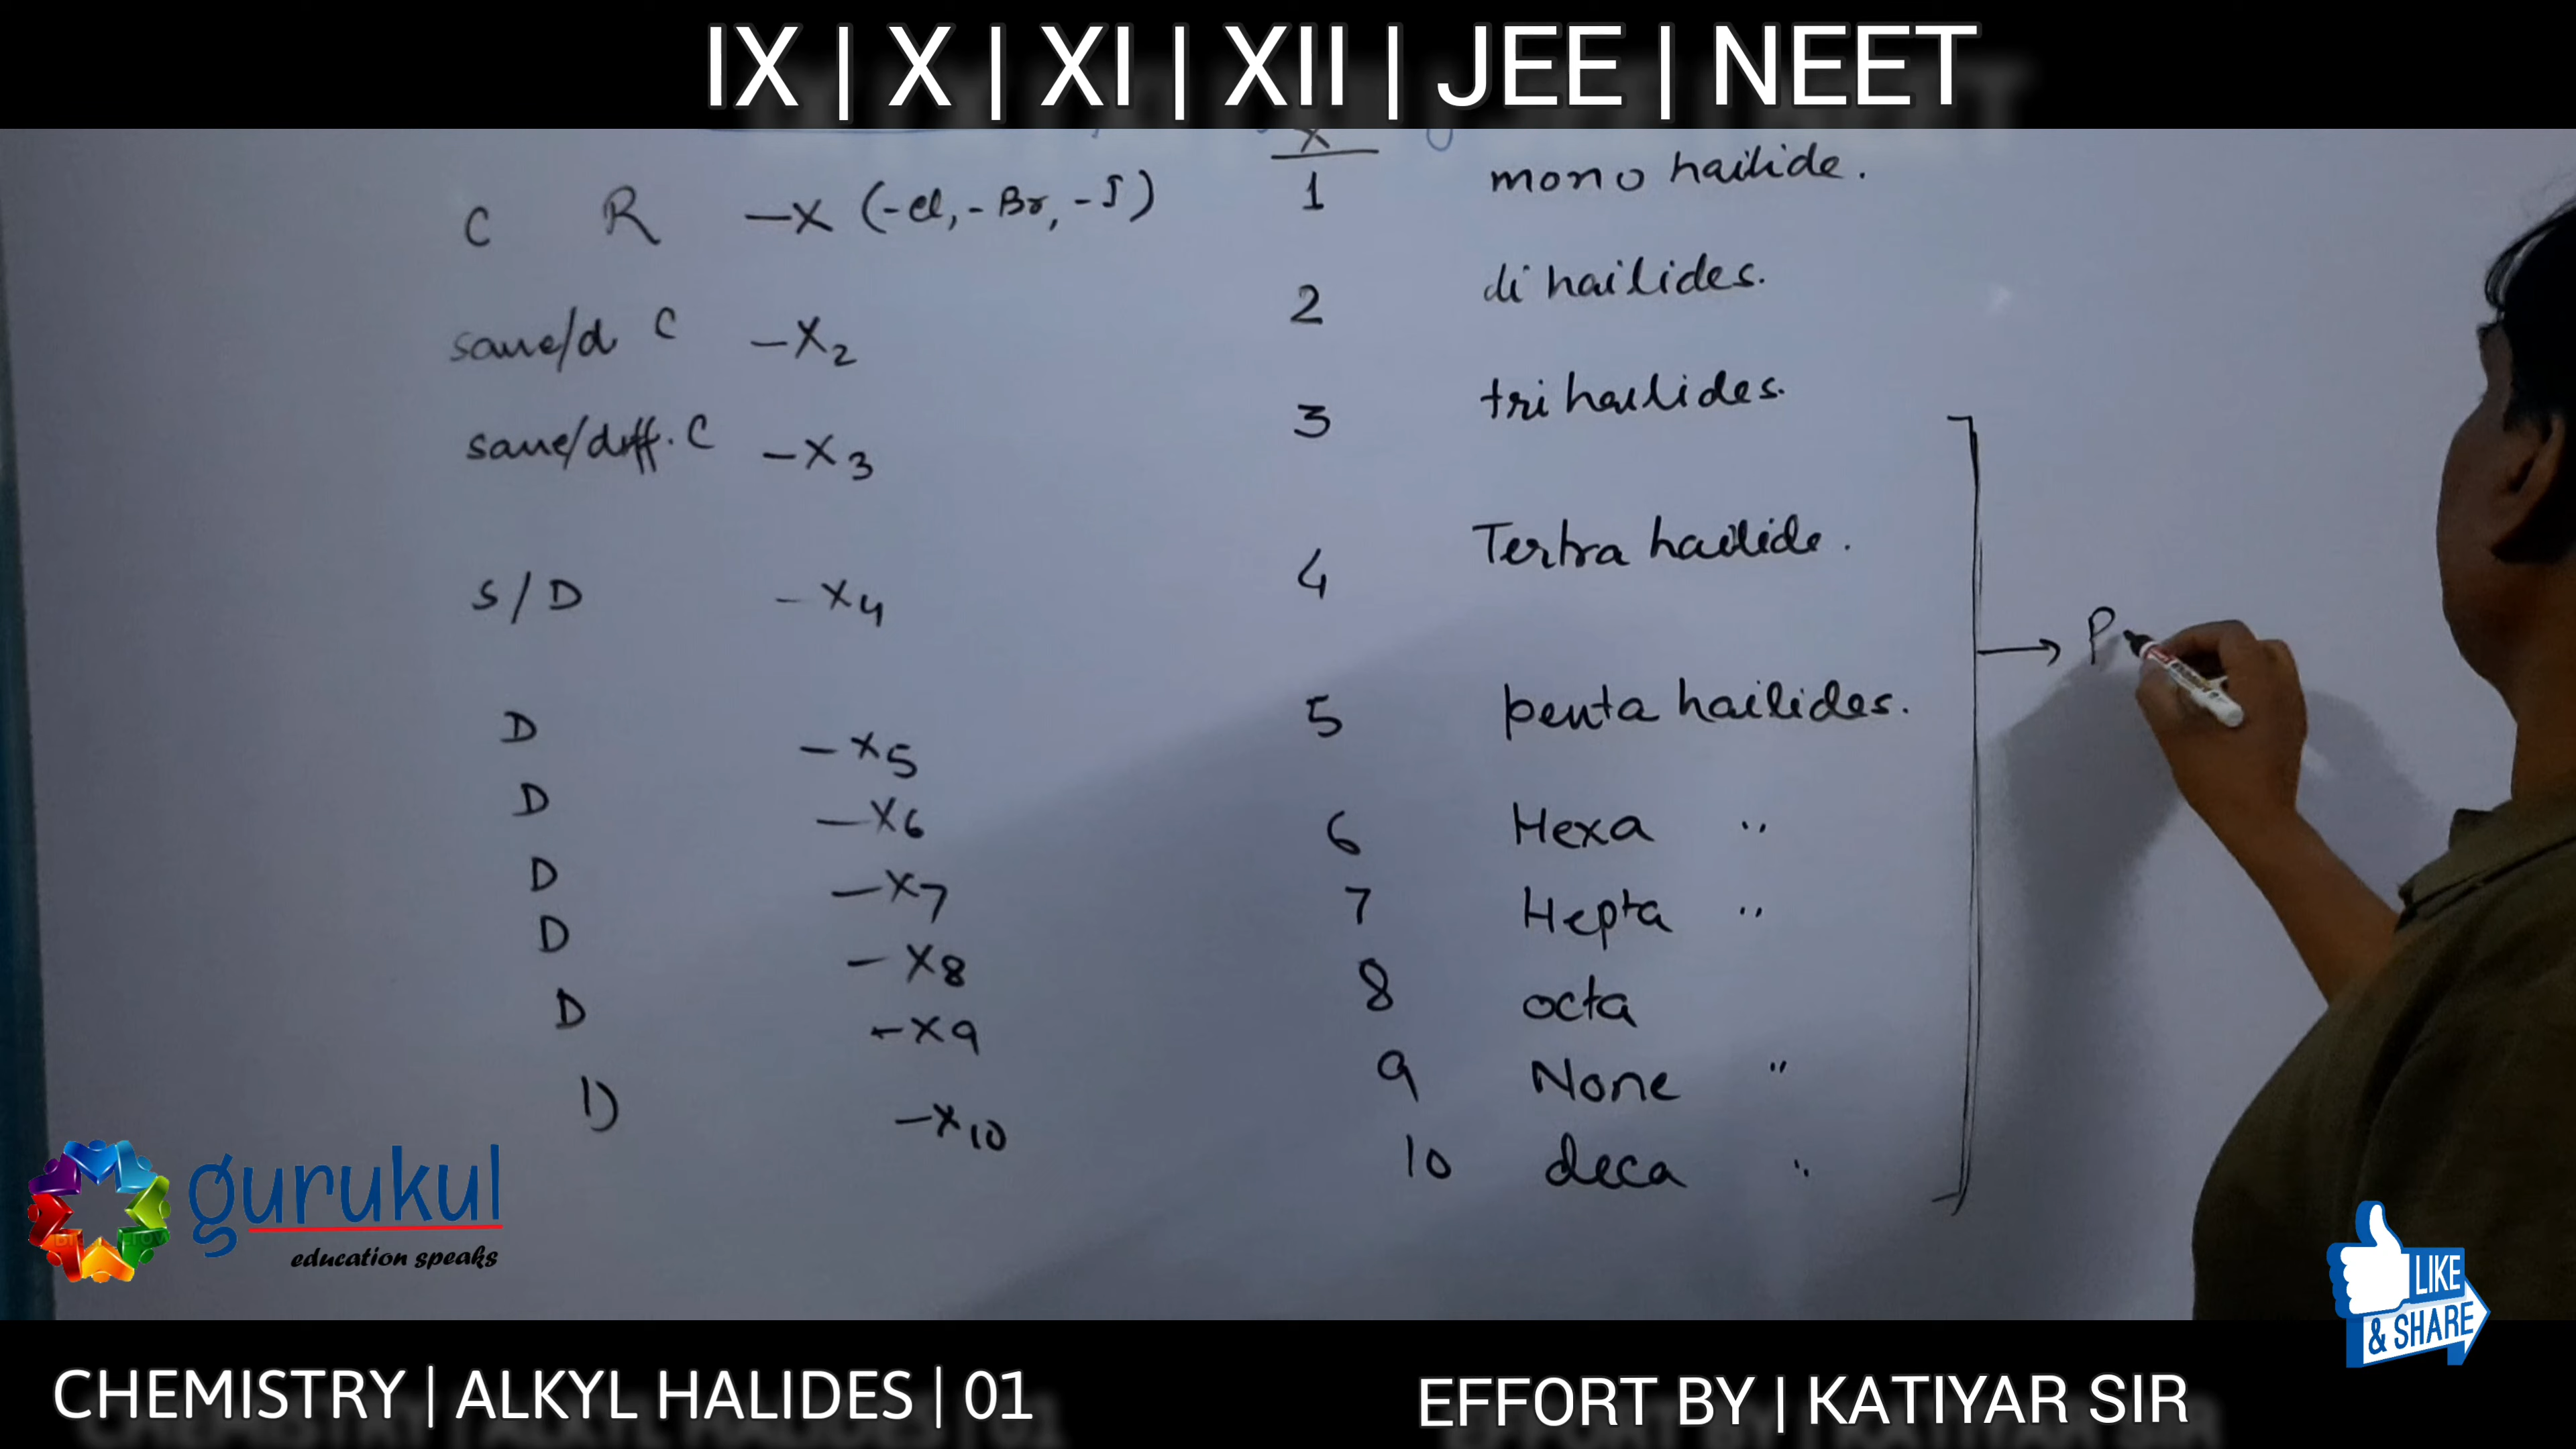 IX | X | XI | XII | JEE | NEET
X
C R -X (-Cl, -Br, -I) 1 mono hailide.
same/d C -X2 2 di hailides.
same/diff. C -X3 3 tri hailides.
S/D -X4 4 Tertra hailide.
D -X5 5 penta hailides.
D -X6 6 Hexa "
D -X7 7 Hepta "
D -X8 8 octa
D -X9 9 None "
D -X10 10 deca "
→ P
gurukul
education speaks
LIKE
& SHARE
CHEMISTRY | ALKYL HALIDES | 01
EFFORT BY | KATIYAR SIR